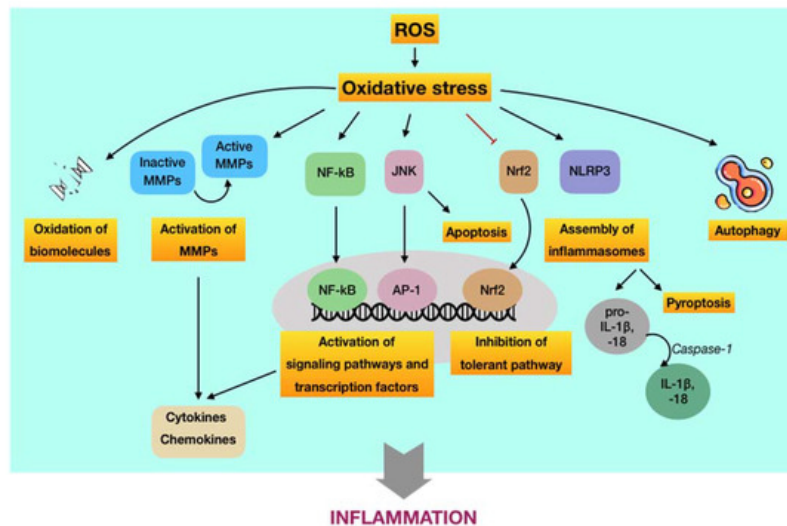 ROS
Oxidative stress
Inactive
MMPs
Active
MMPs
NF-kB
JNK
Nrf2
NLRP3
Oxidation of
biomolecules
Activation of
MMPs
Apoptosis
Assembly of
inflammasomes
Autophagy
NF-kB
AP-1
Nrf2
pro-
IL-1β,
-18
Pyroptosis
Caspase-1
IL-1β,
-18
Activation of
signaling pathways and
transcription factors
Inhibition of
tolerant pathway
Cytokines
Chemokines
INFLAMMATION